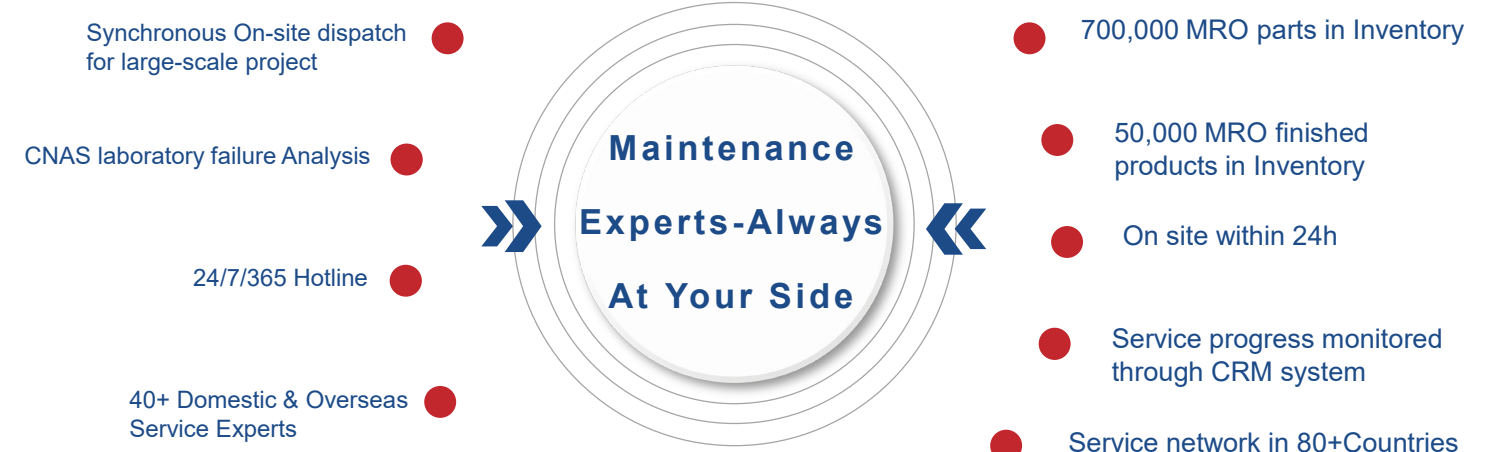 Synchronous On-site dispatch
for large-scale project
CNAS laboratory failure Analysis
24/7/365 Hotline
40+ Domestic & Overseas
Service Experts
Maintenance
Experts-Always
At Your Side
700,000 MRO parts in Inventory
50,000 MRO finished
products in Inventory
On site within 24h
Service progress monitored
through CRM system
Service network in 80+Countries